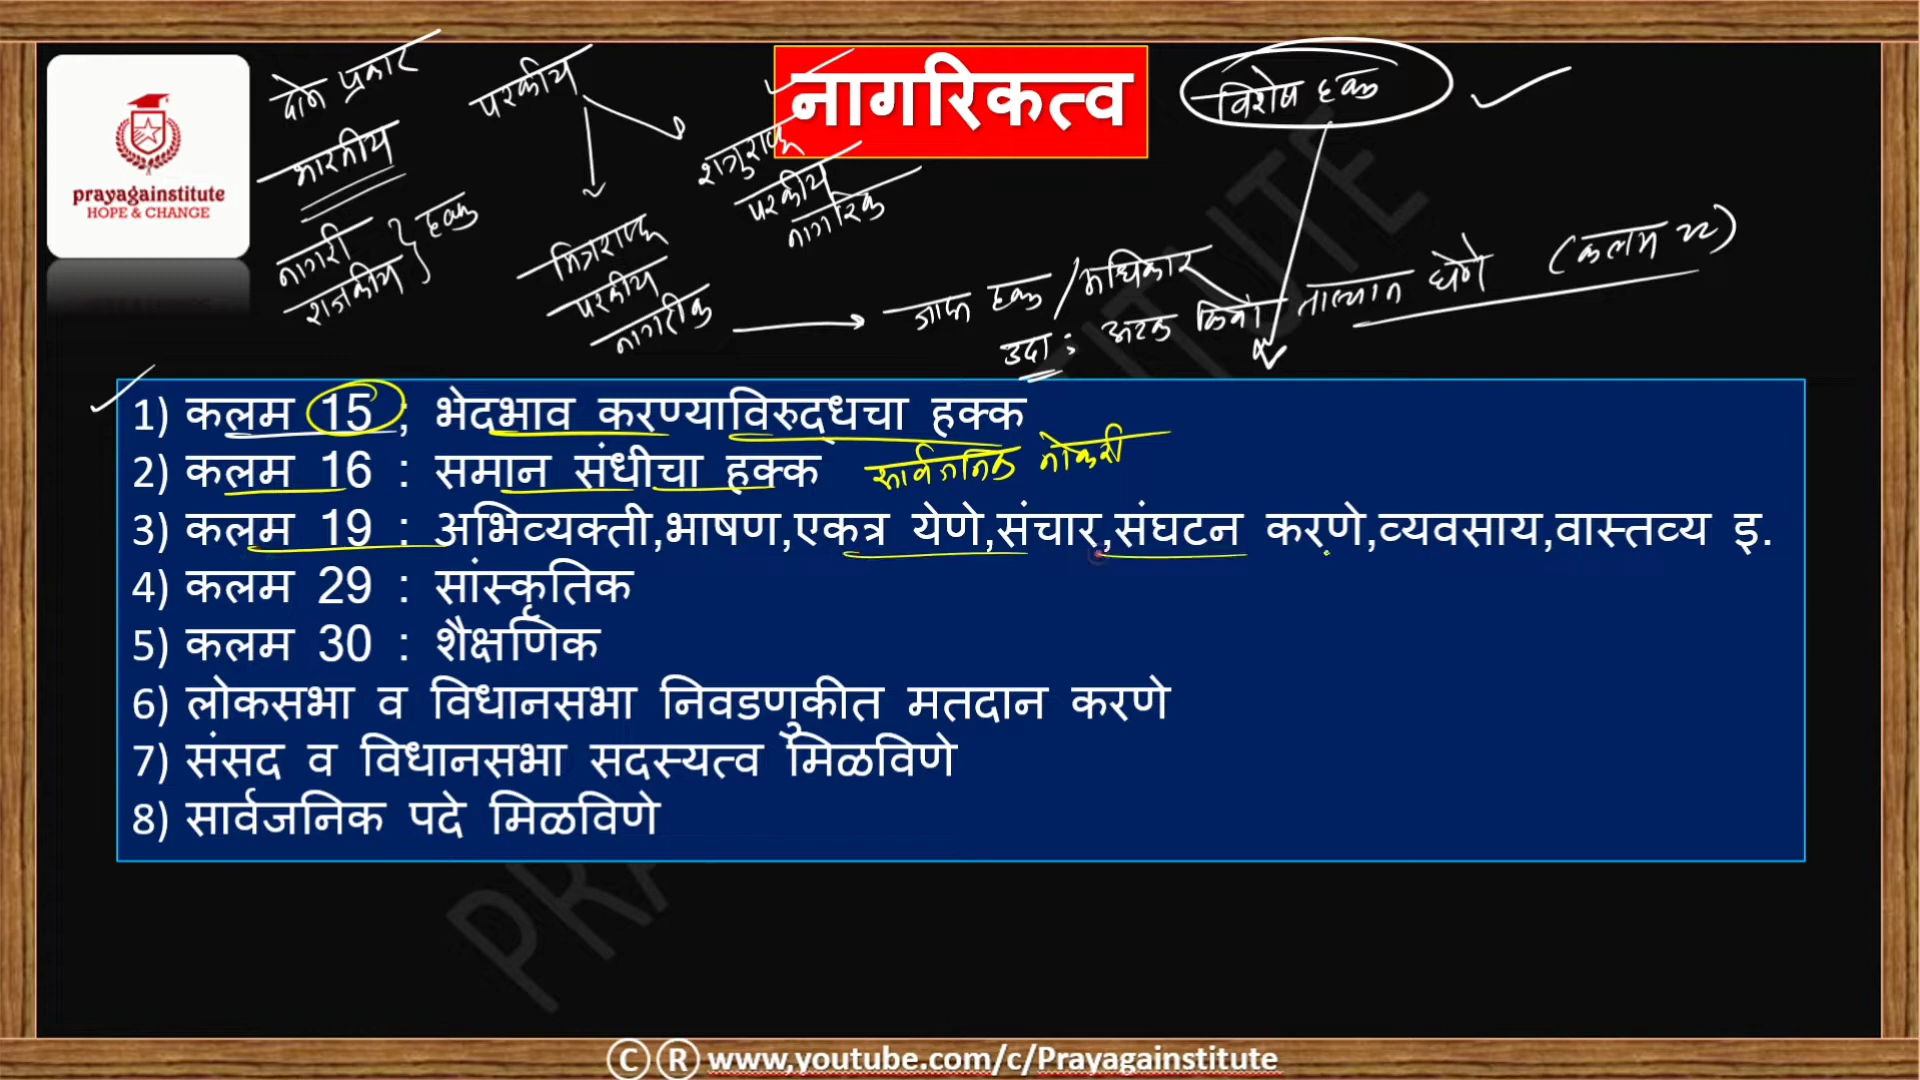 prayagainstitute
HOPE & CHANGE
दोन प्रकार
भारतीय
नागरी
राजकीय } हक्क
परकीय
मित्रराष्ट्र
परकीय
नागरीक
शत्रुराष्ट्र
परकीय
नागरिक
नागरिकत्व
विशेष हक्क
जास्त हक्क / अधिकार
उदा : अटक किंवा ताब्यात घेणे (कलम २२)
1) कलम 15 : भेदभाव करण्याविरुद्धचा हक्क
2) कलम 16 : समान संधीचा हक्क सार्वजनिक नोकरी
3) कलम 19 : अभिव्यक्ती,भाषण,एकत्र येणे,संचार,संघटन करणे,व्यवसाय,वास्तव्य इ.
4) कलम 29 : सांस्कृतिक
5) कलम 30 : शैक्षणिक
6) लोकसभा व विधानसभा निवडणुकीत मतदान करणे
7) संसद व विधानसभा सदस्यत्व मिळविणे
8) सार्वजनिक पदे मिळविणे
Ⓒ Ⓡ www.youtube.com/c/Prayagainstitute